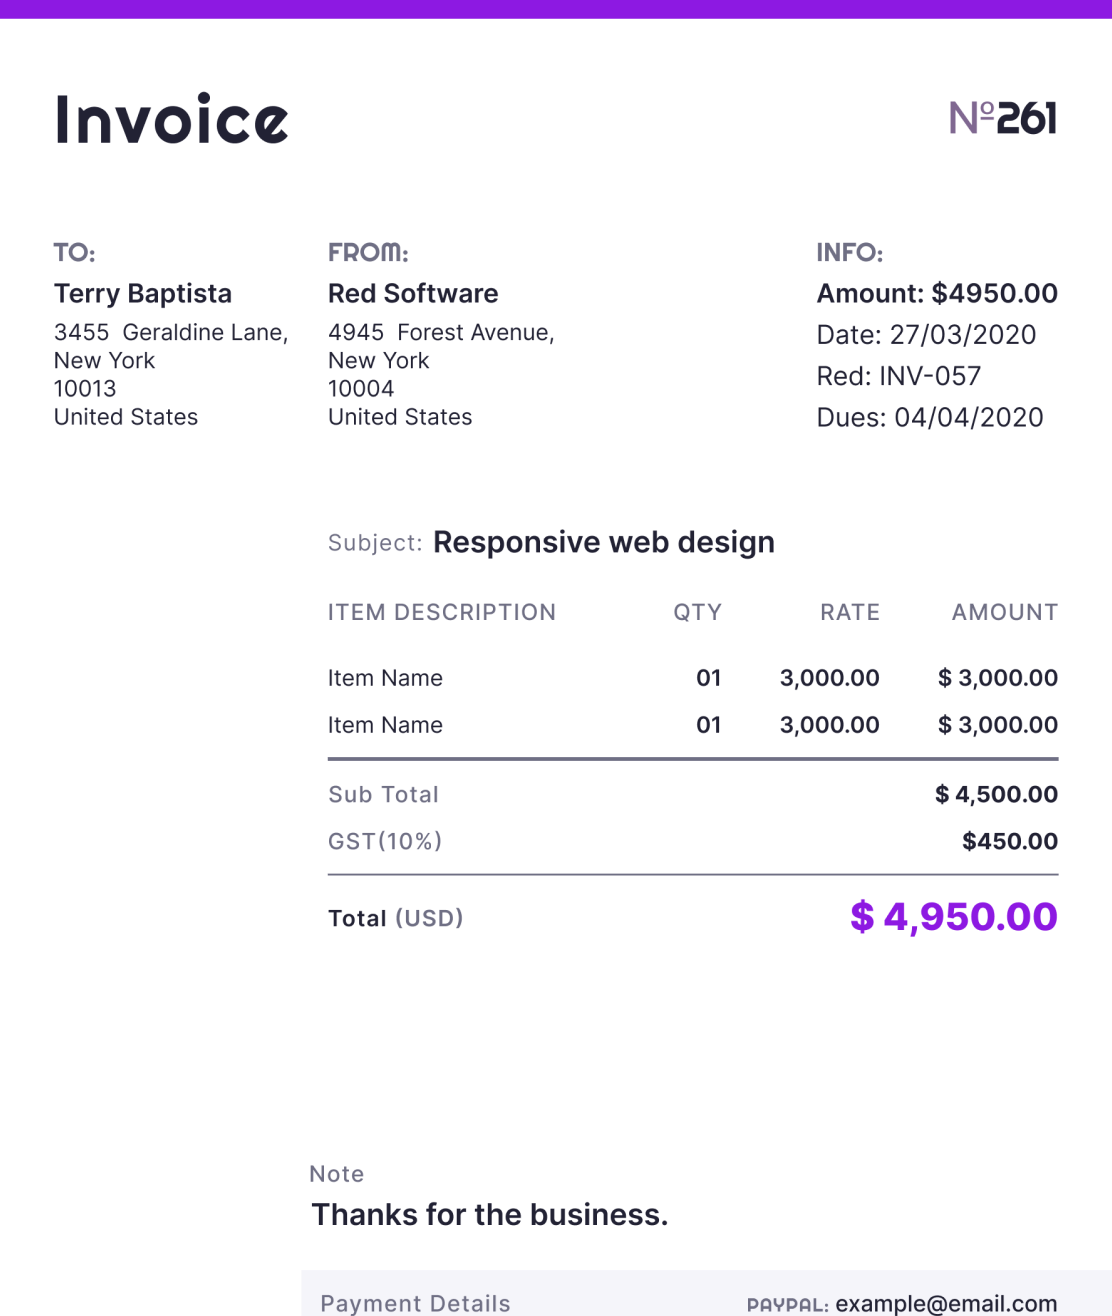 Invoice
Nº261
TO:
Terry Baptista
3455  Geraldine Lane,
New York
10013
United States
FROM:
Red Software
4945  Forest Avenue,
New York
10004
United States
INFO:
Amount: $4950.00
Date: 27/03/2020
Red: INV-057
Dues: 04/04/2020
Subject: Responsive web design
ITEM DESCRIPTION QTY RATE AMOUNT
Item Name 01 3,000.00 $ 3,000.00
Item Name 01 3,000.00 $ 3,000.00
Sub Total $ 4,500.00
GST(10%) $450.00
Total (USD) $ 4,950.00
Note
Thanks for the business.
Payment Details PAYPAL: example@email.com